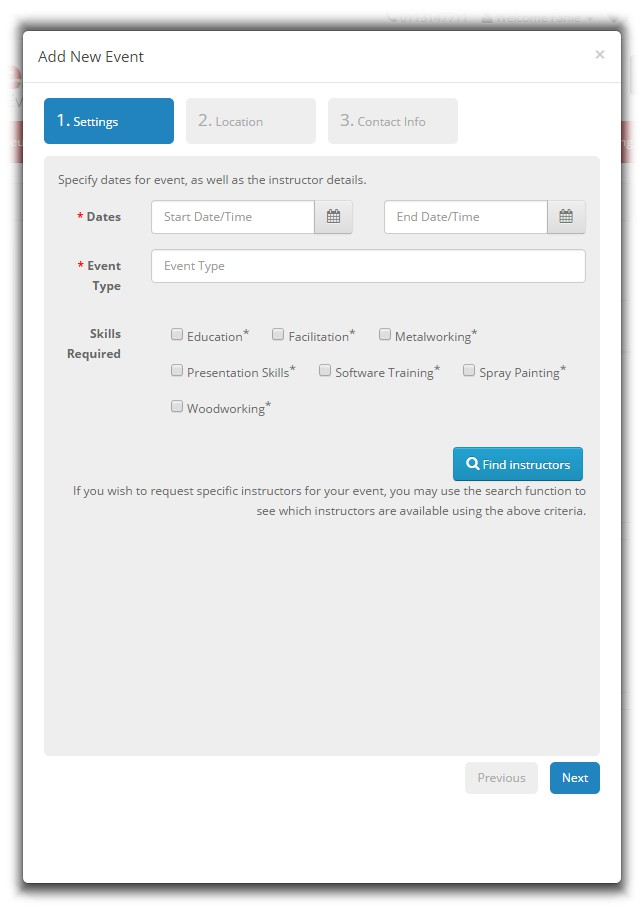 Add New Event ×
1. Settings 2. Location 3. Contact Info
Specify dates for event, as well as the instructor details.
* Dates Start Date/Time End Date/Time
* Event Type Event Type
Skills Required
Education* Facilitation* Metalworking*
Presentation Skills* Software Training* Spray Painting*
Woodworking*
Find instructors
If you wish to request specific instructors for your event, you may use the search function to
see which instructors are available using the above criteria.
Previous Next